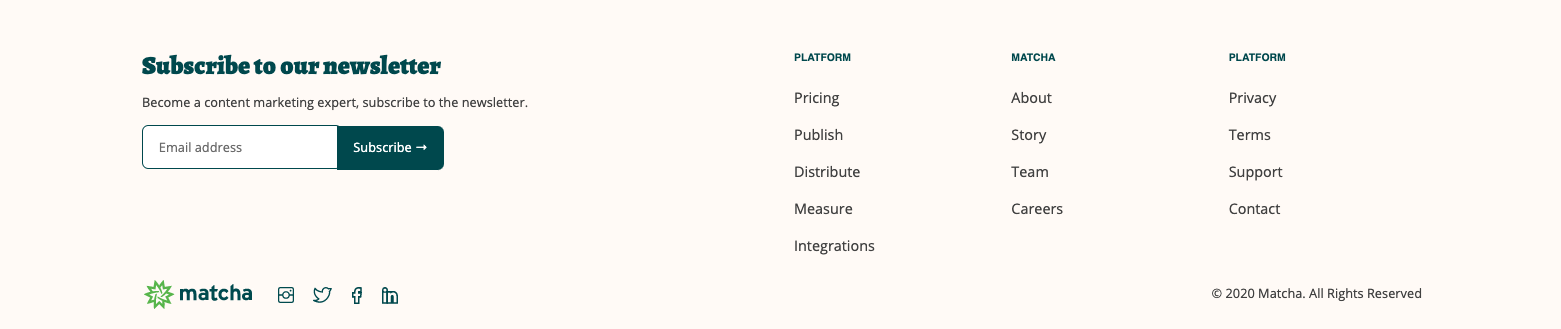 Subscribe to our newsletter
Become a content marketing expert, subscribe to the newsletter.
Email address
Subscribe →
PLATFORM
Pricing
Publish
Distribute
Measure
Integrations
MATCHA
About
Story
Team
Careers
PLATFORM
Privacy
Terms
Support
Contact
matcha
© 2020 Matcha. All Rights Reserved